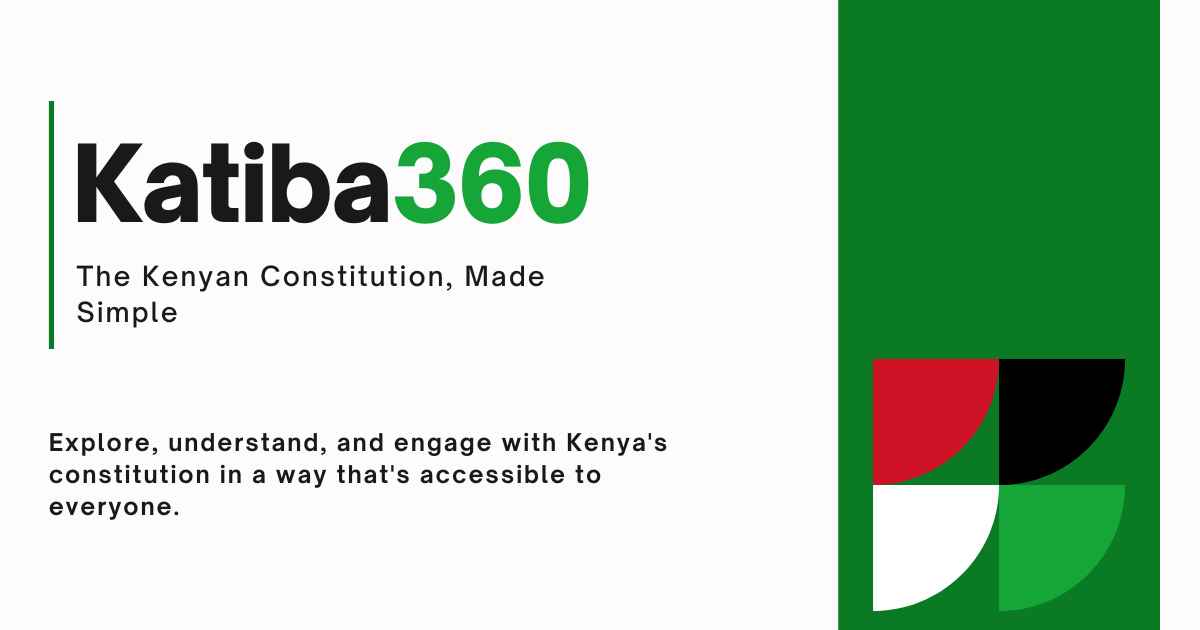 Katiba360
The Kenyan Constitution, Made
Simple
Explore, understand, and engage with Kenya's
constitution in a way that's accessible to
everyone.